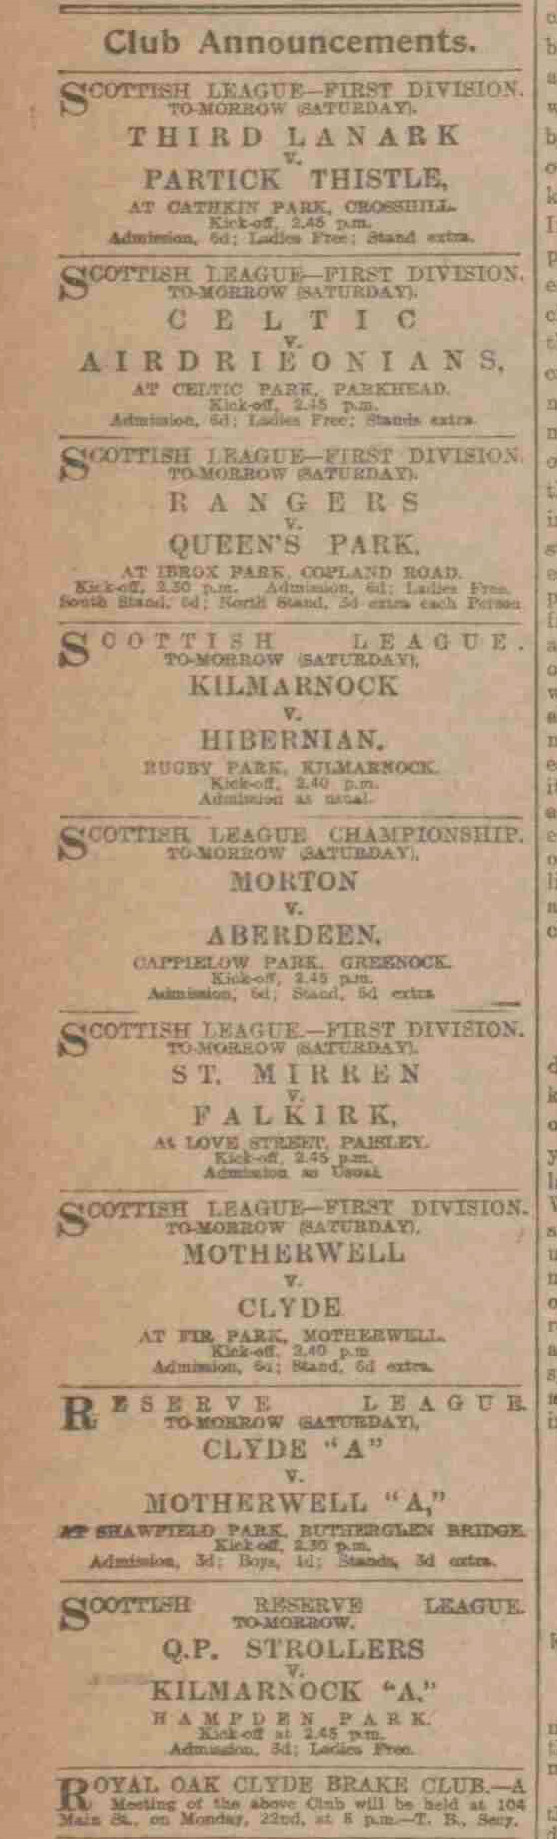 Club Announcements.
SCOTTISH LEAGUE—FIRST DIVISION.
TO-MORROW (SATURDAY).
THIRD LANARK
v.
PARTICK THISTLE,
AT CATHKIN PARK, CROSSHILL.
Kick-off, 2.45 p.m.
Admission, 6d; Ladies Free; Stand extra.
SCOTTISH LEAGUE—FIRST DIVISION.
TO-MORROW (SATURDAY).
CELTIC
v.
AIRDRIEONIANS,
AT CELTIC PARK, PARKHEAD.
Kick-off, 2.45 p.m.
Admission, 6d; Ladies Free; Stands extra.
SCOTTISH LEAGUE—FIRST DIVISION.
TO-MORROW (SATURDAY).
RANGERS
v.
QUEEN'S PARK,
AT IBROX PARK, COPLAND ROAD.
Kick-off, 2.30 p.m. Admission, 6d; Ladies Free.
South Stand, 6d; North Stand, extra each Person
SCOTTISH LEAGUE.
TO-MORROW (SATURDAY),
KILMARNOCK
v.
HIBERNIAN.
RUGBY PARK, KILMARNOCK.
Kick-off, 2.40 p.m.
Admission as usual.
SCOTTISH LEAGUE CHAMPIONSHIP.
TO-MORROW (SATURDAY),
MORTON
v.
ABERDEEN,
CAPPIELOW PARK, GREENOCK.
Kick-off, 2.45 p.m.
Admission, 6d; Stand, 6d extra
SCOTTISH LEAGUE.—FIRST DIVISION.
TO-MORROW (SATURDAY).
ST. MIRREN
v.
FALKIRK,
At LOVE STREET, PAISLEY.
Kick-off, 2.45 p.m.
Admission as Usual.
SCOTTISH LEAGUE—FIRST DIVISION.
TO-MORROW (SATURDAY),
MOTHERWELL
v.
CLYDE
AT FIR PARK, MOTHERWELL.
Kick-off, 2.40 p.m
Admission, 6d; Stand, 6d extra.
RESERVE LEAGUE.
TO-MORROW (SATURDAY),
CLYDE "A"
v.
MOTHERWELL "A,"
AT SHAWFIELD PARK, RUTHERGLEN BRIDGE.
Kick-off, 2.30 p.m.
Admission, 3d; Boys, 1d; Stands, 3d extra.
SCOTTISH RESERVE LEAGUE.
TO-MORROW.
Q.P. STROLLERS
v.
KILMARNOCK "A."
HAMPDEN PARK.
Kick-off at 2.45 p.m.
Admission, 3d; Ladies Free.
ROYAL OAK CLYDE BRAKE CLUB.—A
Meeting of the above Club will be held at 104
Main St., on Monday, 22nd, at 8 p.m.—T. B., Secy.